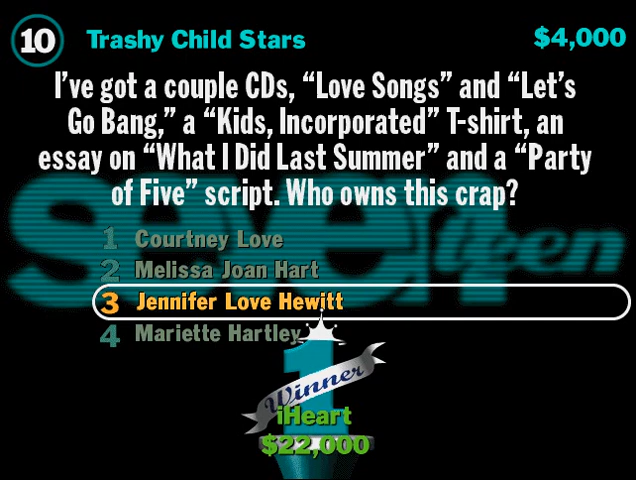 10 Trashy Child Stars $4,000
I've got a couple CDs, “Love Songs” and “Let's
Go Bang,” a “Kids, Incorporated” T-shirt, an
essay on “What I Did Last Summer” and a “Party
of Five” script. Who owns this crap?
seventeen
1 Courtney Love
2 Melissa Joan Hart
3 Jennifer Love Hewitt
4 Mariette Hartley
1
Winner
iHeart
$22,000